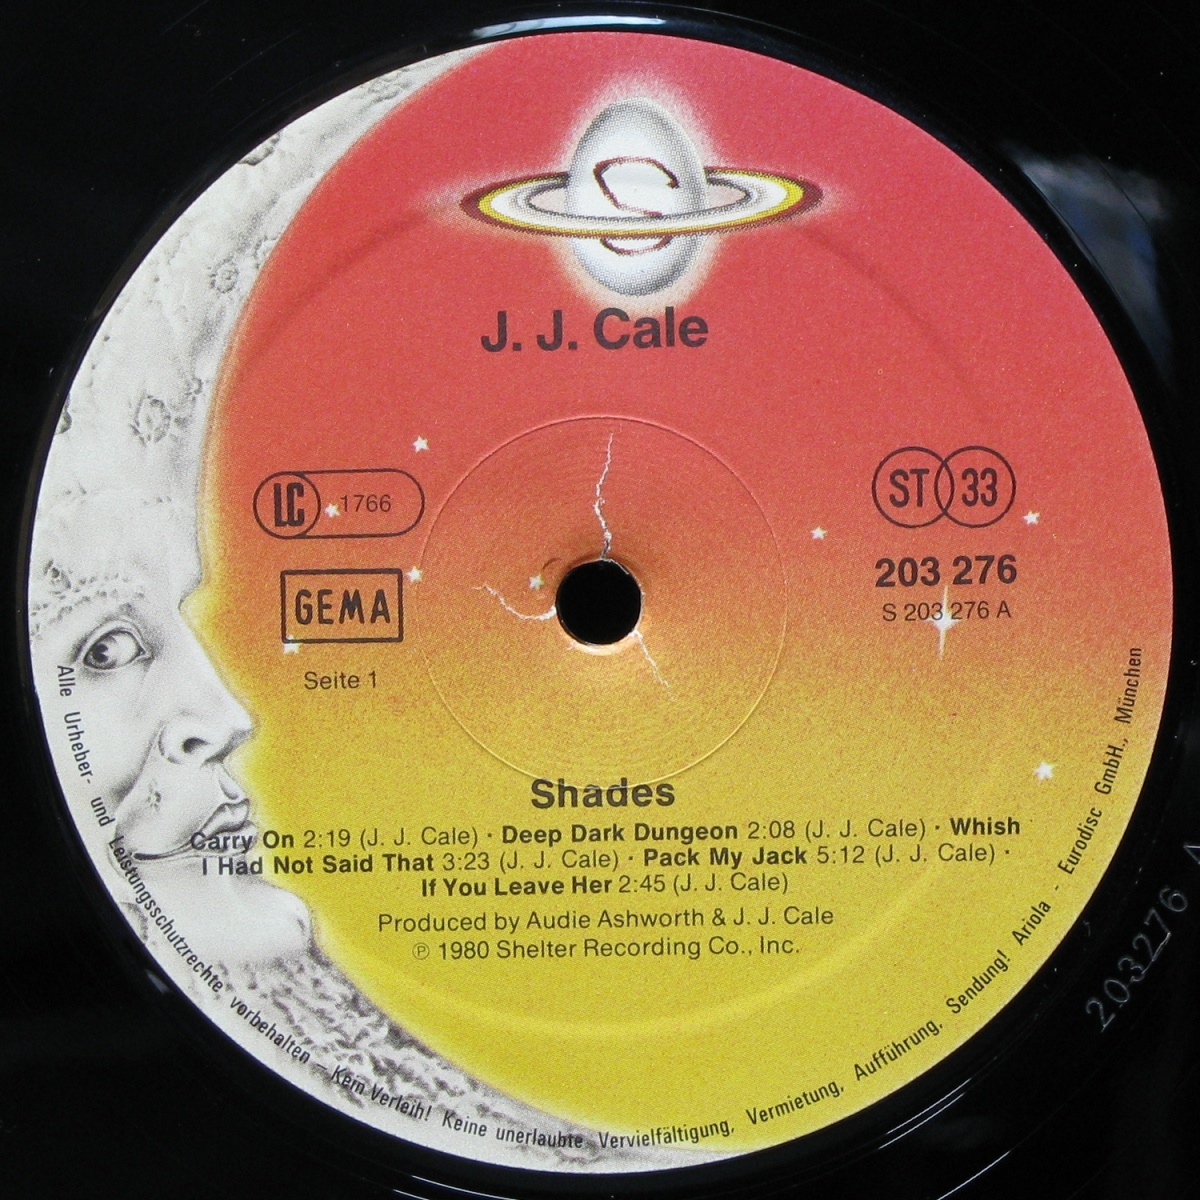 J. J. Cale
LC 1766
ST 33
GEMA
203 276
S 203 276 A
Seite 1
Shades
Carry On 2:19 (J. J. Cale) · Deep Dark Dungeon 2:08 (J. J. Cale) · Whish
I Had Not Said That 3:23 (J. J. Cale) · Pack My Jack 5:12 (J. J. Cale) ·
If You Leave Her 2:45 (J. J. Cale)
Produced by Audie Ashworth & J. J. Cale
℗ 1980 Shelter Recording Co., Inc.
Alle Urheber- und Leistungsschutzrechte vorbehalten – Kein Verleih! Keine unerlaubte Vervielfältigung, Vermietung, Aufführung, Sendung! Ariola - Eurodisc GmbH., München
203276 A